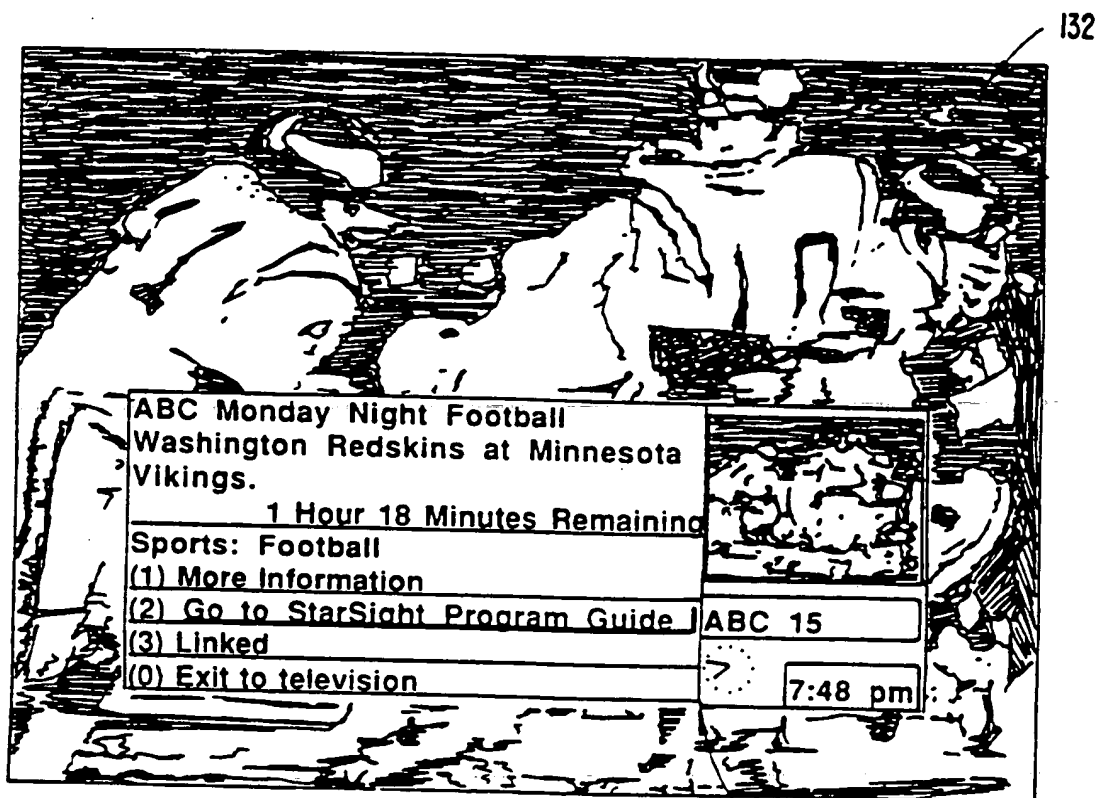 132
ABC Monday Night Football
Washington Redskins at Minnesota
Vikings.
1 Hour 18 Minutes Remaining
Sports: Football
(1) More Information
(2) Go to StarSight Program Guide
ABC 15
(3) Linked
(0) Exit to television
7:48 pm